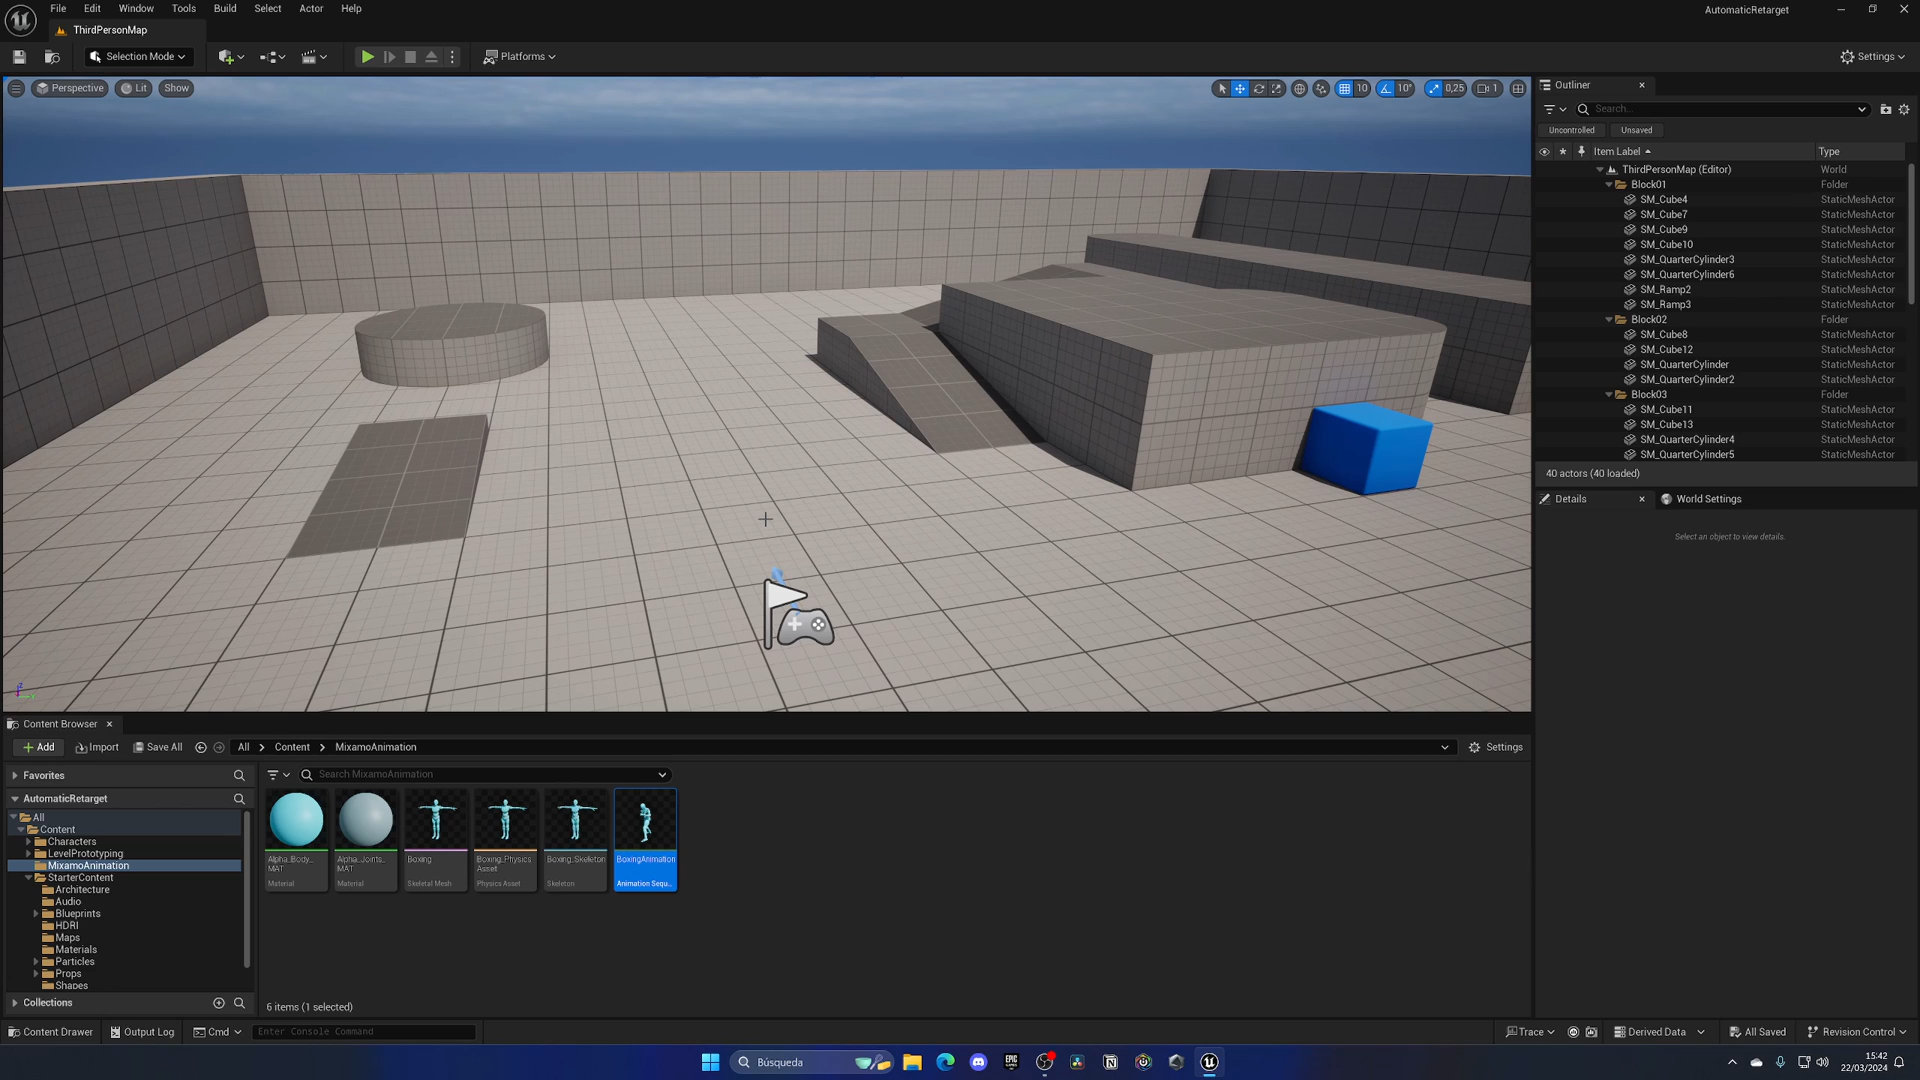 File Edit Window Tools Build Select Actor Help
AutomaticRetarget
ThirdPersonMap
Selection Mode
Platforms
Settings
Perspective
Lit
Show
10
10°
0,25
1
Outliner
Search...
Uncontrolled
Unsaved
Item Label
Type
ThirdPersonMap (Editor) World
Block01 Folder
SM_Cube4 StaticMeshActor
SM_Cube7 StaticMeshActor
SM_Cube9 StaticMeshActor
SM_Cube10 StaticMeshActor
SM_QuarterCylinder3 StaticMeshActor
SM_QuarterCylinder6 StaticMeshActor
SM_Ramp2 StaticMeshActor
SM_Ramp3 StaticMeshActor
Block02 Folder
SM_Cube8 StaticMeshActor
SM_Cube12 StaticMeshActor
SM_QuarterCylinder StaticMeshActor
SM_QuarterCylinder2 StaticMeshActor
Block03 Folder
SM_Cube11 StaticMeshActor
SM_Cube13 StaticMeshActor
SM_QuarterCylinder4 StaticMeshActor
SM_QuarterCylinder5 StaticMeshActor
40 actors (40 loaded)
Details
World Settings
Select an object to view details.
Content Browser
Add
Import
Save All
All
Content
MixamoAnimation
Settings
Favorites
Search MixamoAnimation
AutomaticRetarget
All
Content
Characters
LevelPrototyping
MixamoAnimation
StarterContent
Architecture
Audio
Blueprints
HDRI
Maps
Materials
Particles
Props
Shapes
Collections
Alpha_Body_
MAT
Material
Alpha_Joints_
MAT
Material
Boxing
Skeletal Mesh
Boxing_Physics
Asset
Physics Asset
Boxing_Skeleton
Skeleton
BoxingAnimation
Animation Sequ...
6 items (1 selected)
Content Drawer
Output Log
Cmd
Enter Console Command
Trace
Derived Data
All Saved
Revision Control
Búsqueda
EPIC
GAMES
15:42
22/03/2024